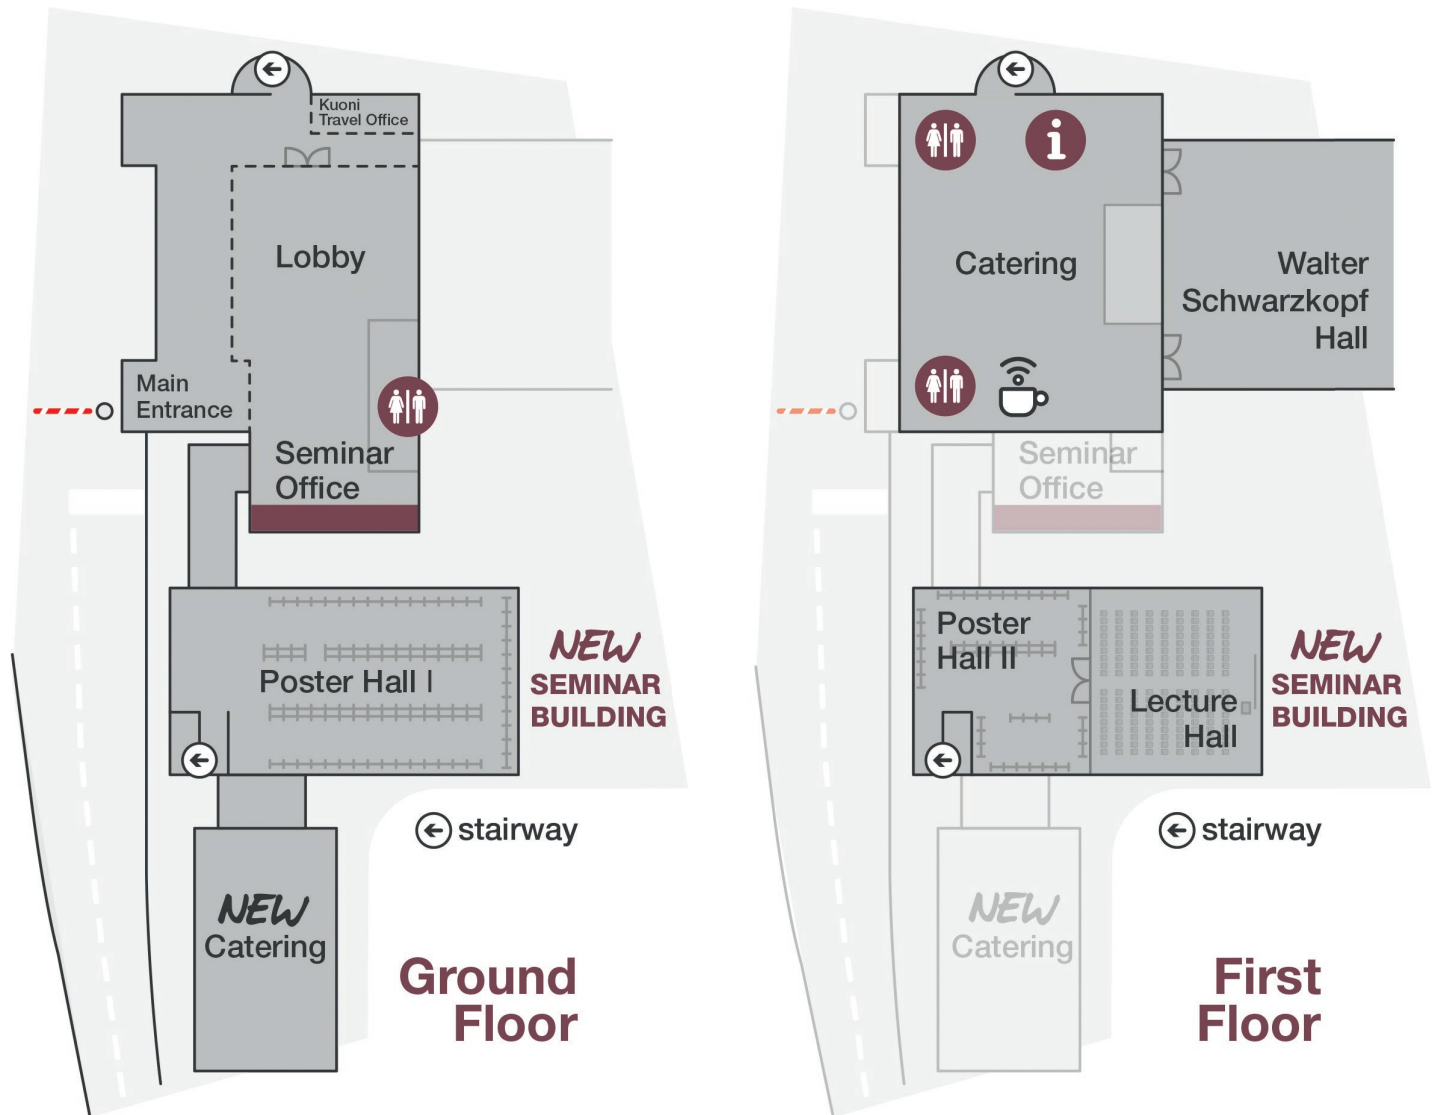 Kuoni
Travel Office
Lobby
Main
Entrance
Seminar
Office
Poster Hall I
NEW
SEMINAR
BUILDING
stairway
NEW
Catering
Ground
Floor
Catering
Walter
Schwarzkopf
Hall
Seminar
Office
Poster
Hall II
Lecture
Hall
NEW
SEMINAR
BUILDING
stairway
NEW
Catering
First
Floor